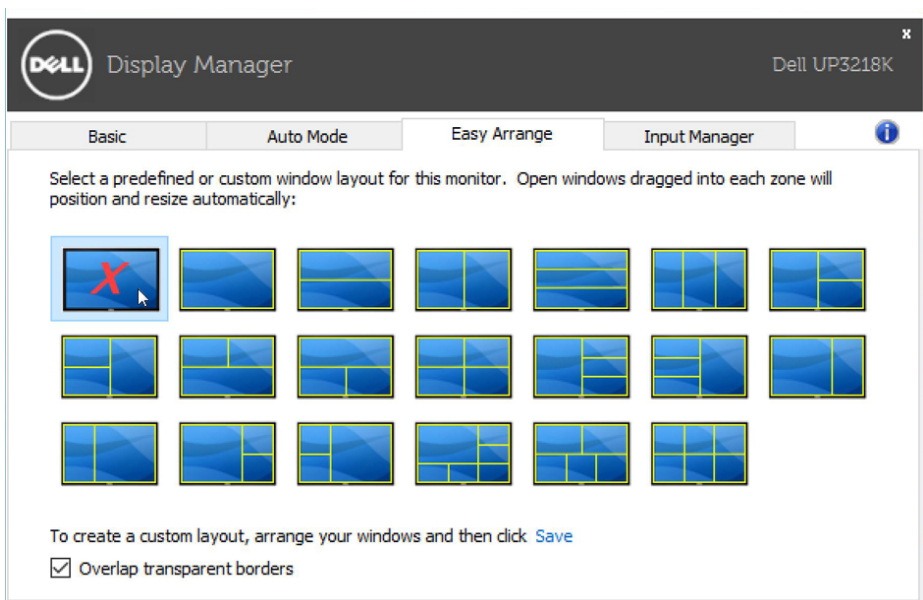 DELL
Display Manager
Dell UP3218K
x
Basic
Auto Mode
Easy Arrange
Input Manager
i
Select a predefined or custom window layout for this monitor. Open windows dragged into each zone will
position and resize automatically:
X
To create a custom layout, arrange your windows and then click Save
Overlap transparent borders